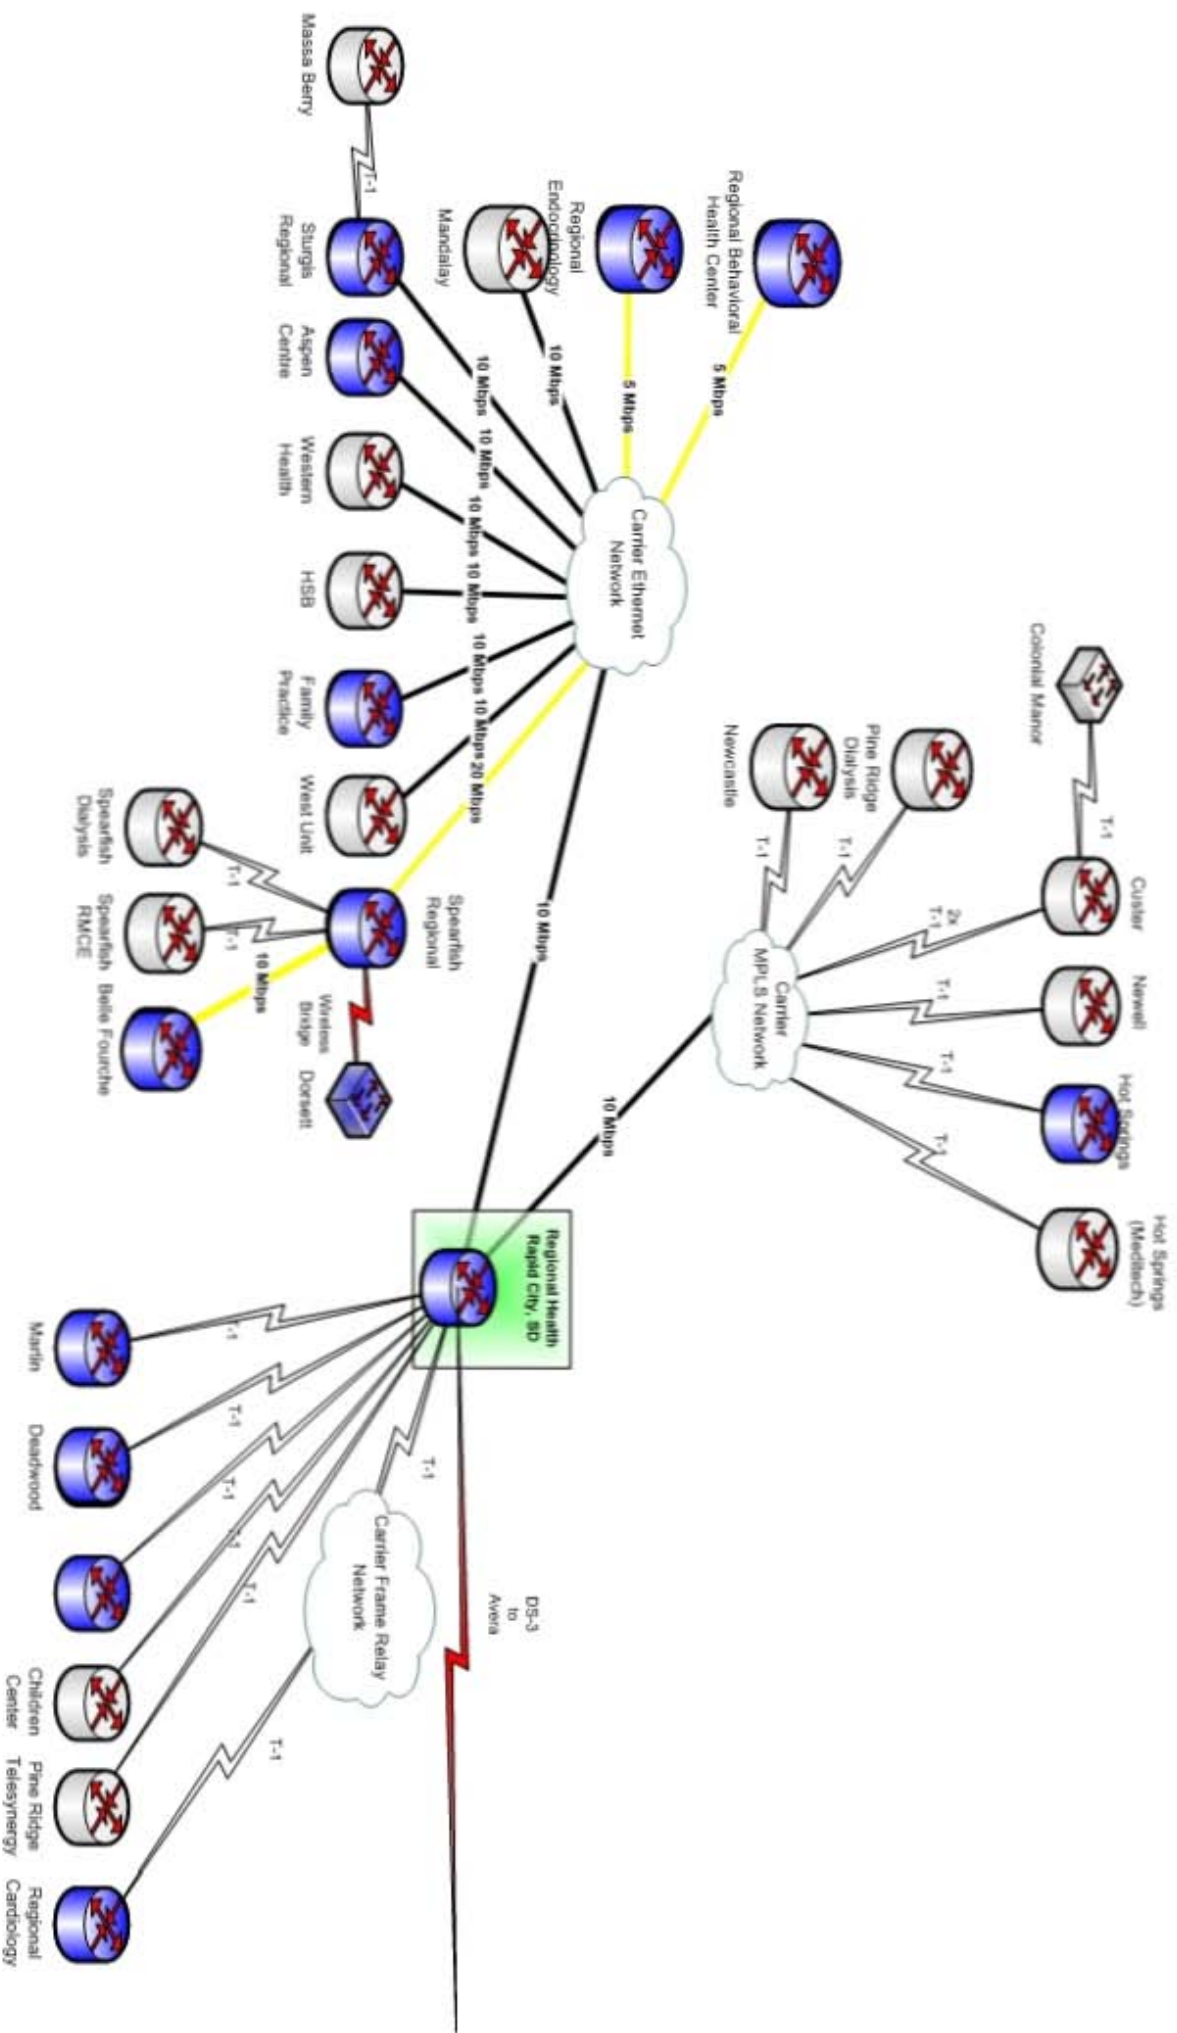 Colonial Manor
T-1
Custer
Newell
Hot Springs
Hot Springs
(Meditech)
Pine Ridge
Dialysis
Newcastle
T-1
T-1
2x
T-1
T-1
T-1
T-1
Carrier
MPLS Network
Regional Behavioral
Health Center
5 Mbps
Regional
Endocrinology
5 Mbps
Mandalay
10 Mbps
Carrier Ethernet
Network
10 Mbps
10 Mbps
Massa Berry
T-1
10 Mbps
10 Mbps
10 Mbps
10 Mbps
10 Mbps
10 Mbps
20 Mbps
Sturgis
Regional
Aspen
Centre
Western
Health
HSB
Family
Practice
West Unit
Spearfish
Regional
Spearfish
Dialysis
T-1
Spearfish
RMCE
T-1
10 Mbps
Belle Fourche
Wireless
Bridge
Dorsett
Regional Health
Rapid City, SD
DS-3
to
Avera
T-1
Carrier Frame Relay
Network
T-1
T-1
T-1
T-1
T-1
T-1
Martin
Deadwood
Children
Center
Pine Ridge
Telesynergy
Regional
Cardiology